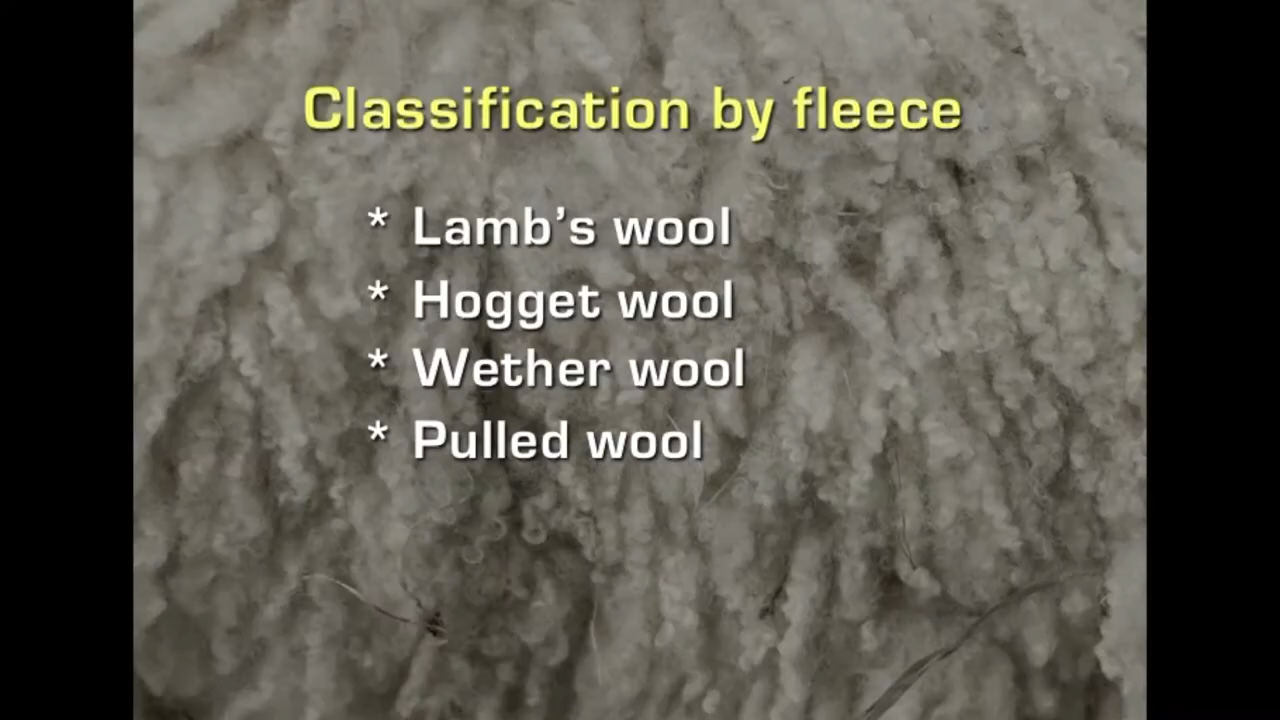 Classification by fleece
* Lamb’s wool
* Hogget wool
* Wether wool
* Pulled wool